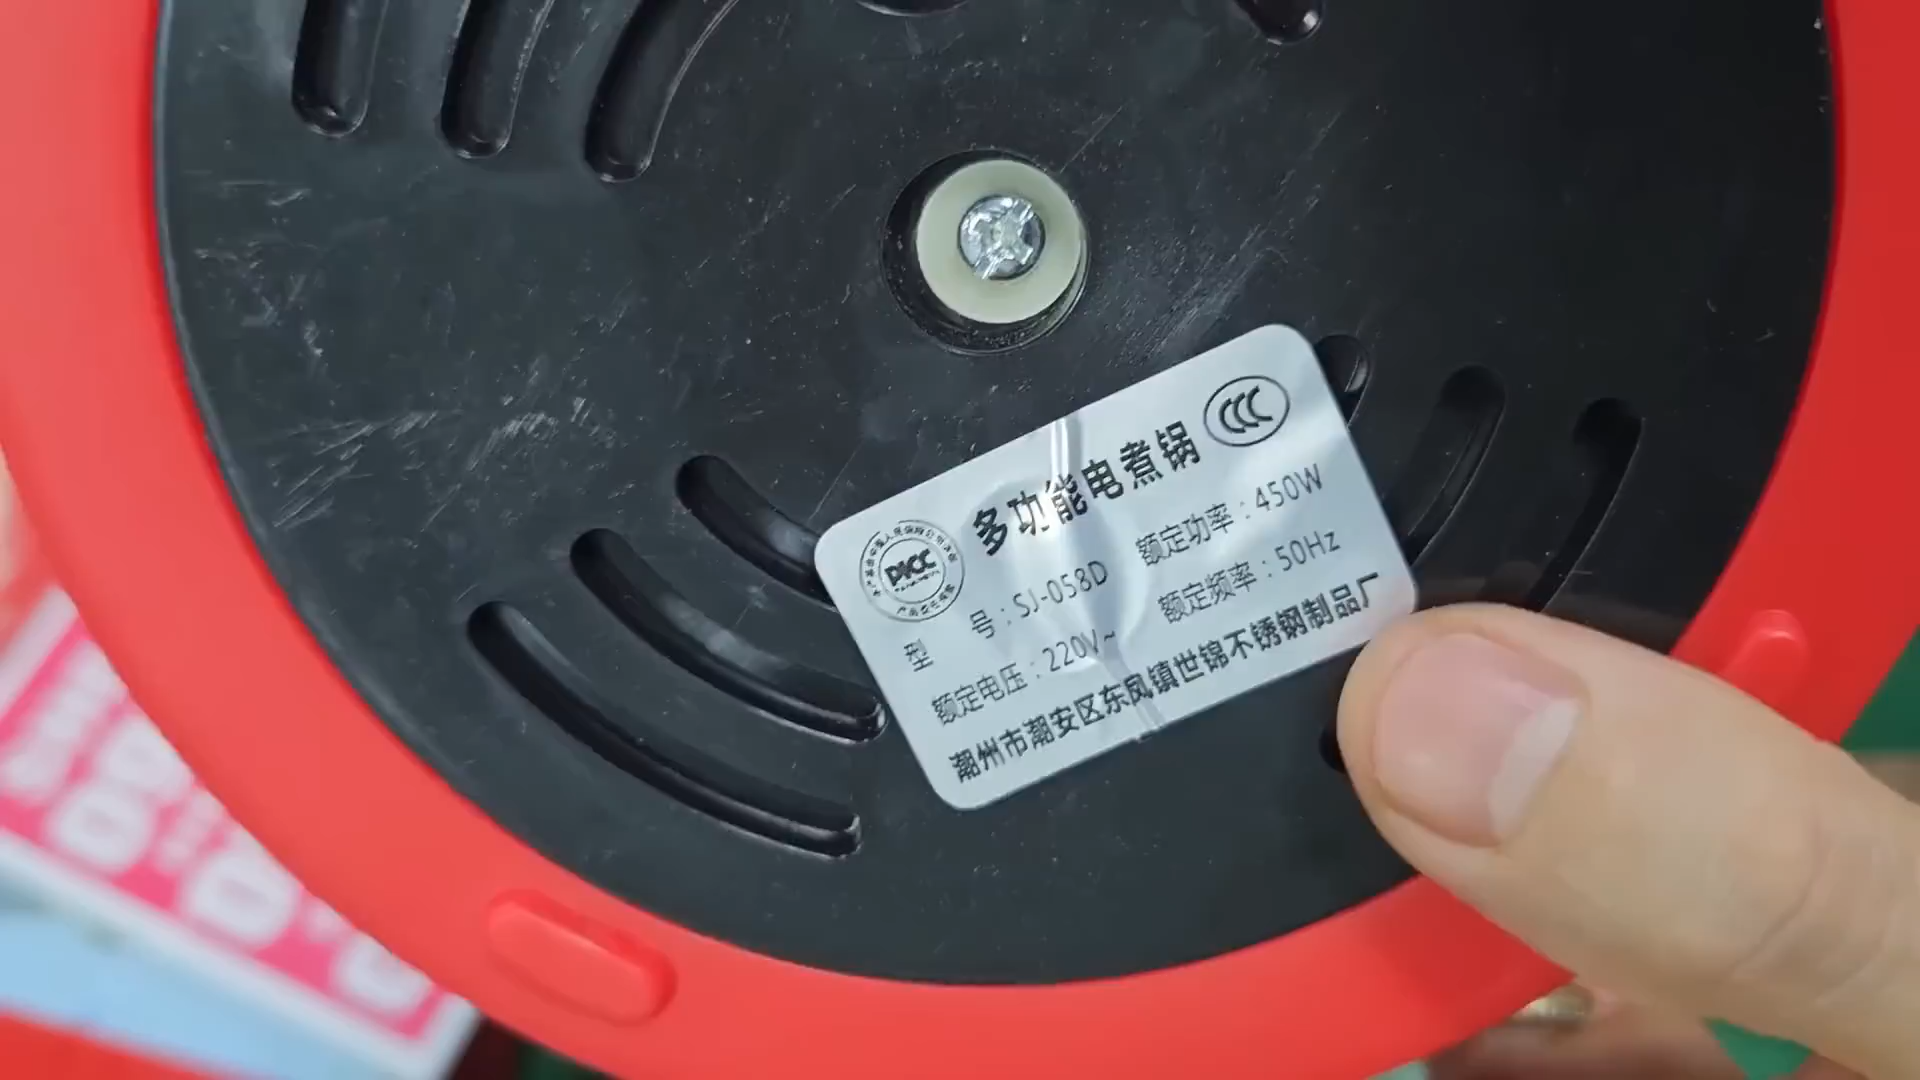 多功能电煮锅
CCC
PICC
型 号：SJ-058D
额定功率：450W
额定电压：220V~
额定频率：50Hz
潮州市潮安区东凤镇世锦不锈钢制品厂